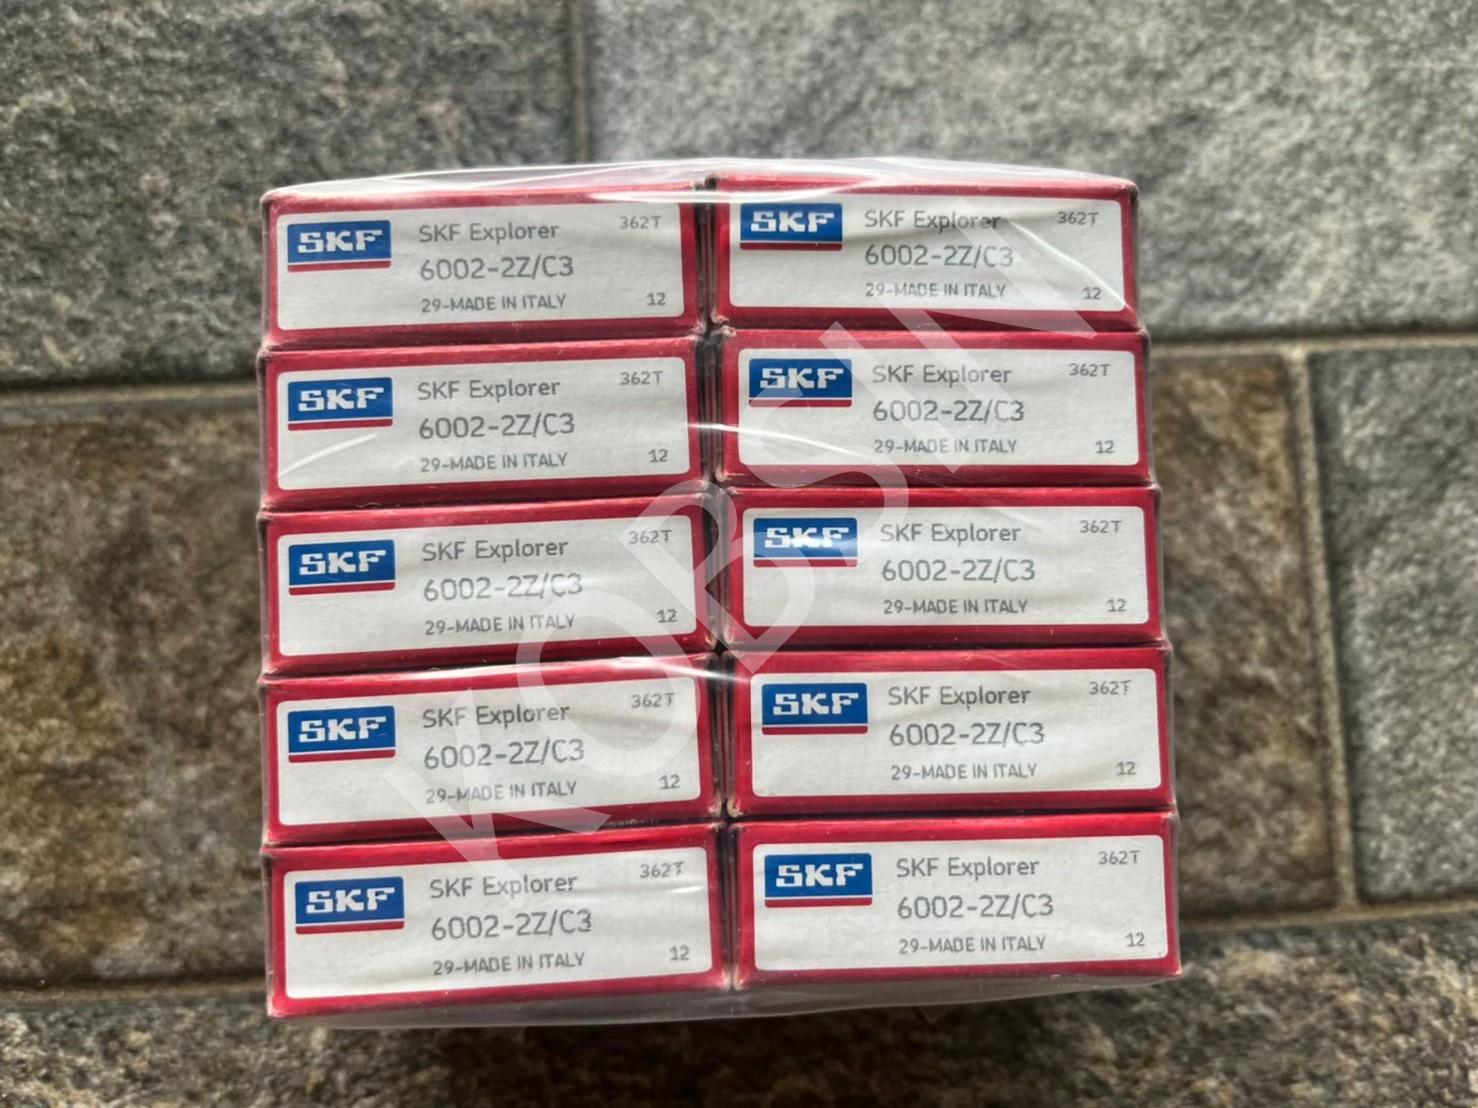 SKF
SKF Explorer
362T
6002-2Z/C3
29-MADE IN ITALY
12
SKF
SKF Explorer
362T
6002-2Z/C3
29-MADE IN ITALY
12
SKF
SKF Explorer
362T
6002-2Z/C3
29-MADE IN ITALY
12
SKF
SKF Explorer
362T
6002-2Z/C3
29-MADE IN ITALY
12
SKF
SKF Explorer
362T
6002-2Z/C3
29-MADE IN ITALY
12
SKF
SKF Explorer
362T
6002-2Z/C3
29-MADE IN ITALY
12
SKF
SKF Explorer
362T
6002-2Z/C3
29-MADE IN ITALY
12
SKF
SKF Explorer
362T
6002-2Z/C3
29-MADE IN ITALY
12
SKF
SKF Explorer
362T
6002-2Z/C3
29-MADE IN ITALY
12
SKF
SKF Explorer
362T
6002-2Z/C3
29-MADE IN ITALY
12
KOBSIN